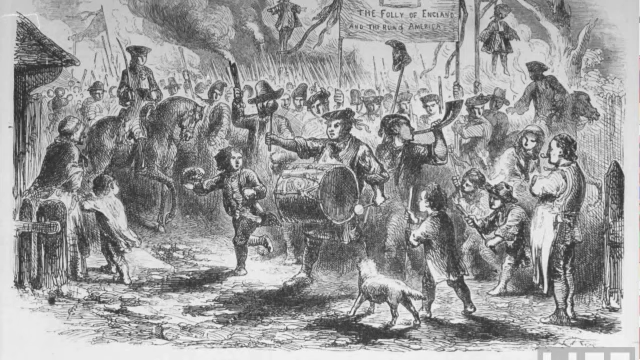 THE FOLLY OF ENGLAND
AND THE RUIN OF AMERICA